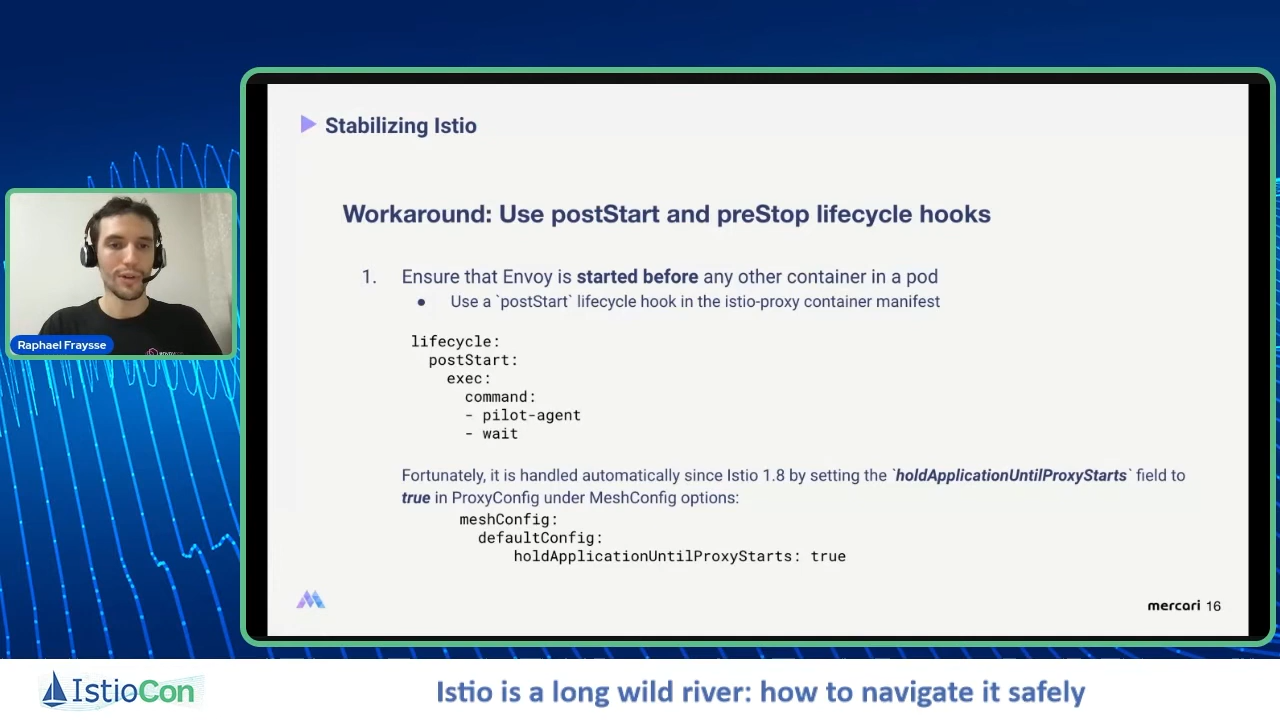 Stabilizing Istio
Workaround: Use postStart and preStop lifecycle hooks
1. Ensure that Envoy is started before any other container in a pod
● Use a `postStart` lifecycle hook in the istio-proxy container manifest
lifecycle:
postStart:
exec:
command:
- pilot-agent
- wait
Fortunately, it is handled automatically since Istio 1.8 by setting the `holdApplicationUntilProxyStarts` field to
true in ProxyConfig under MeshConfig options:
meshConfig:
defaultConfig:
holdApplicationUntilProxyStarts: true
mercari 16
Raphael Fraysse
IstioCon
Istio is a long wild river: how to navigate it safely